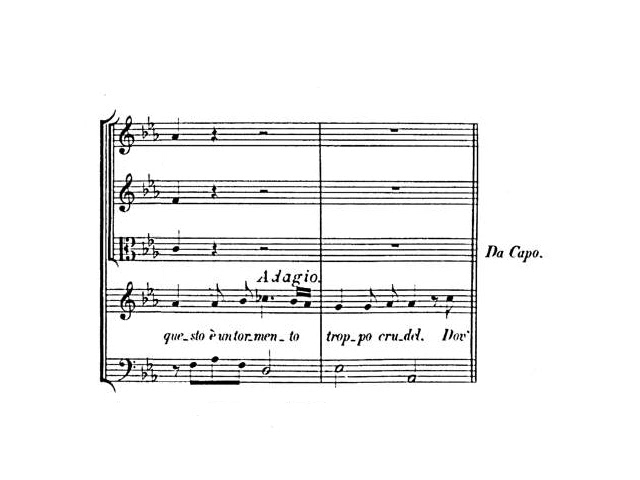 Da Capo.
Adagio.
que_sto è un tor_men_to trop_po cru_del. Dov'